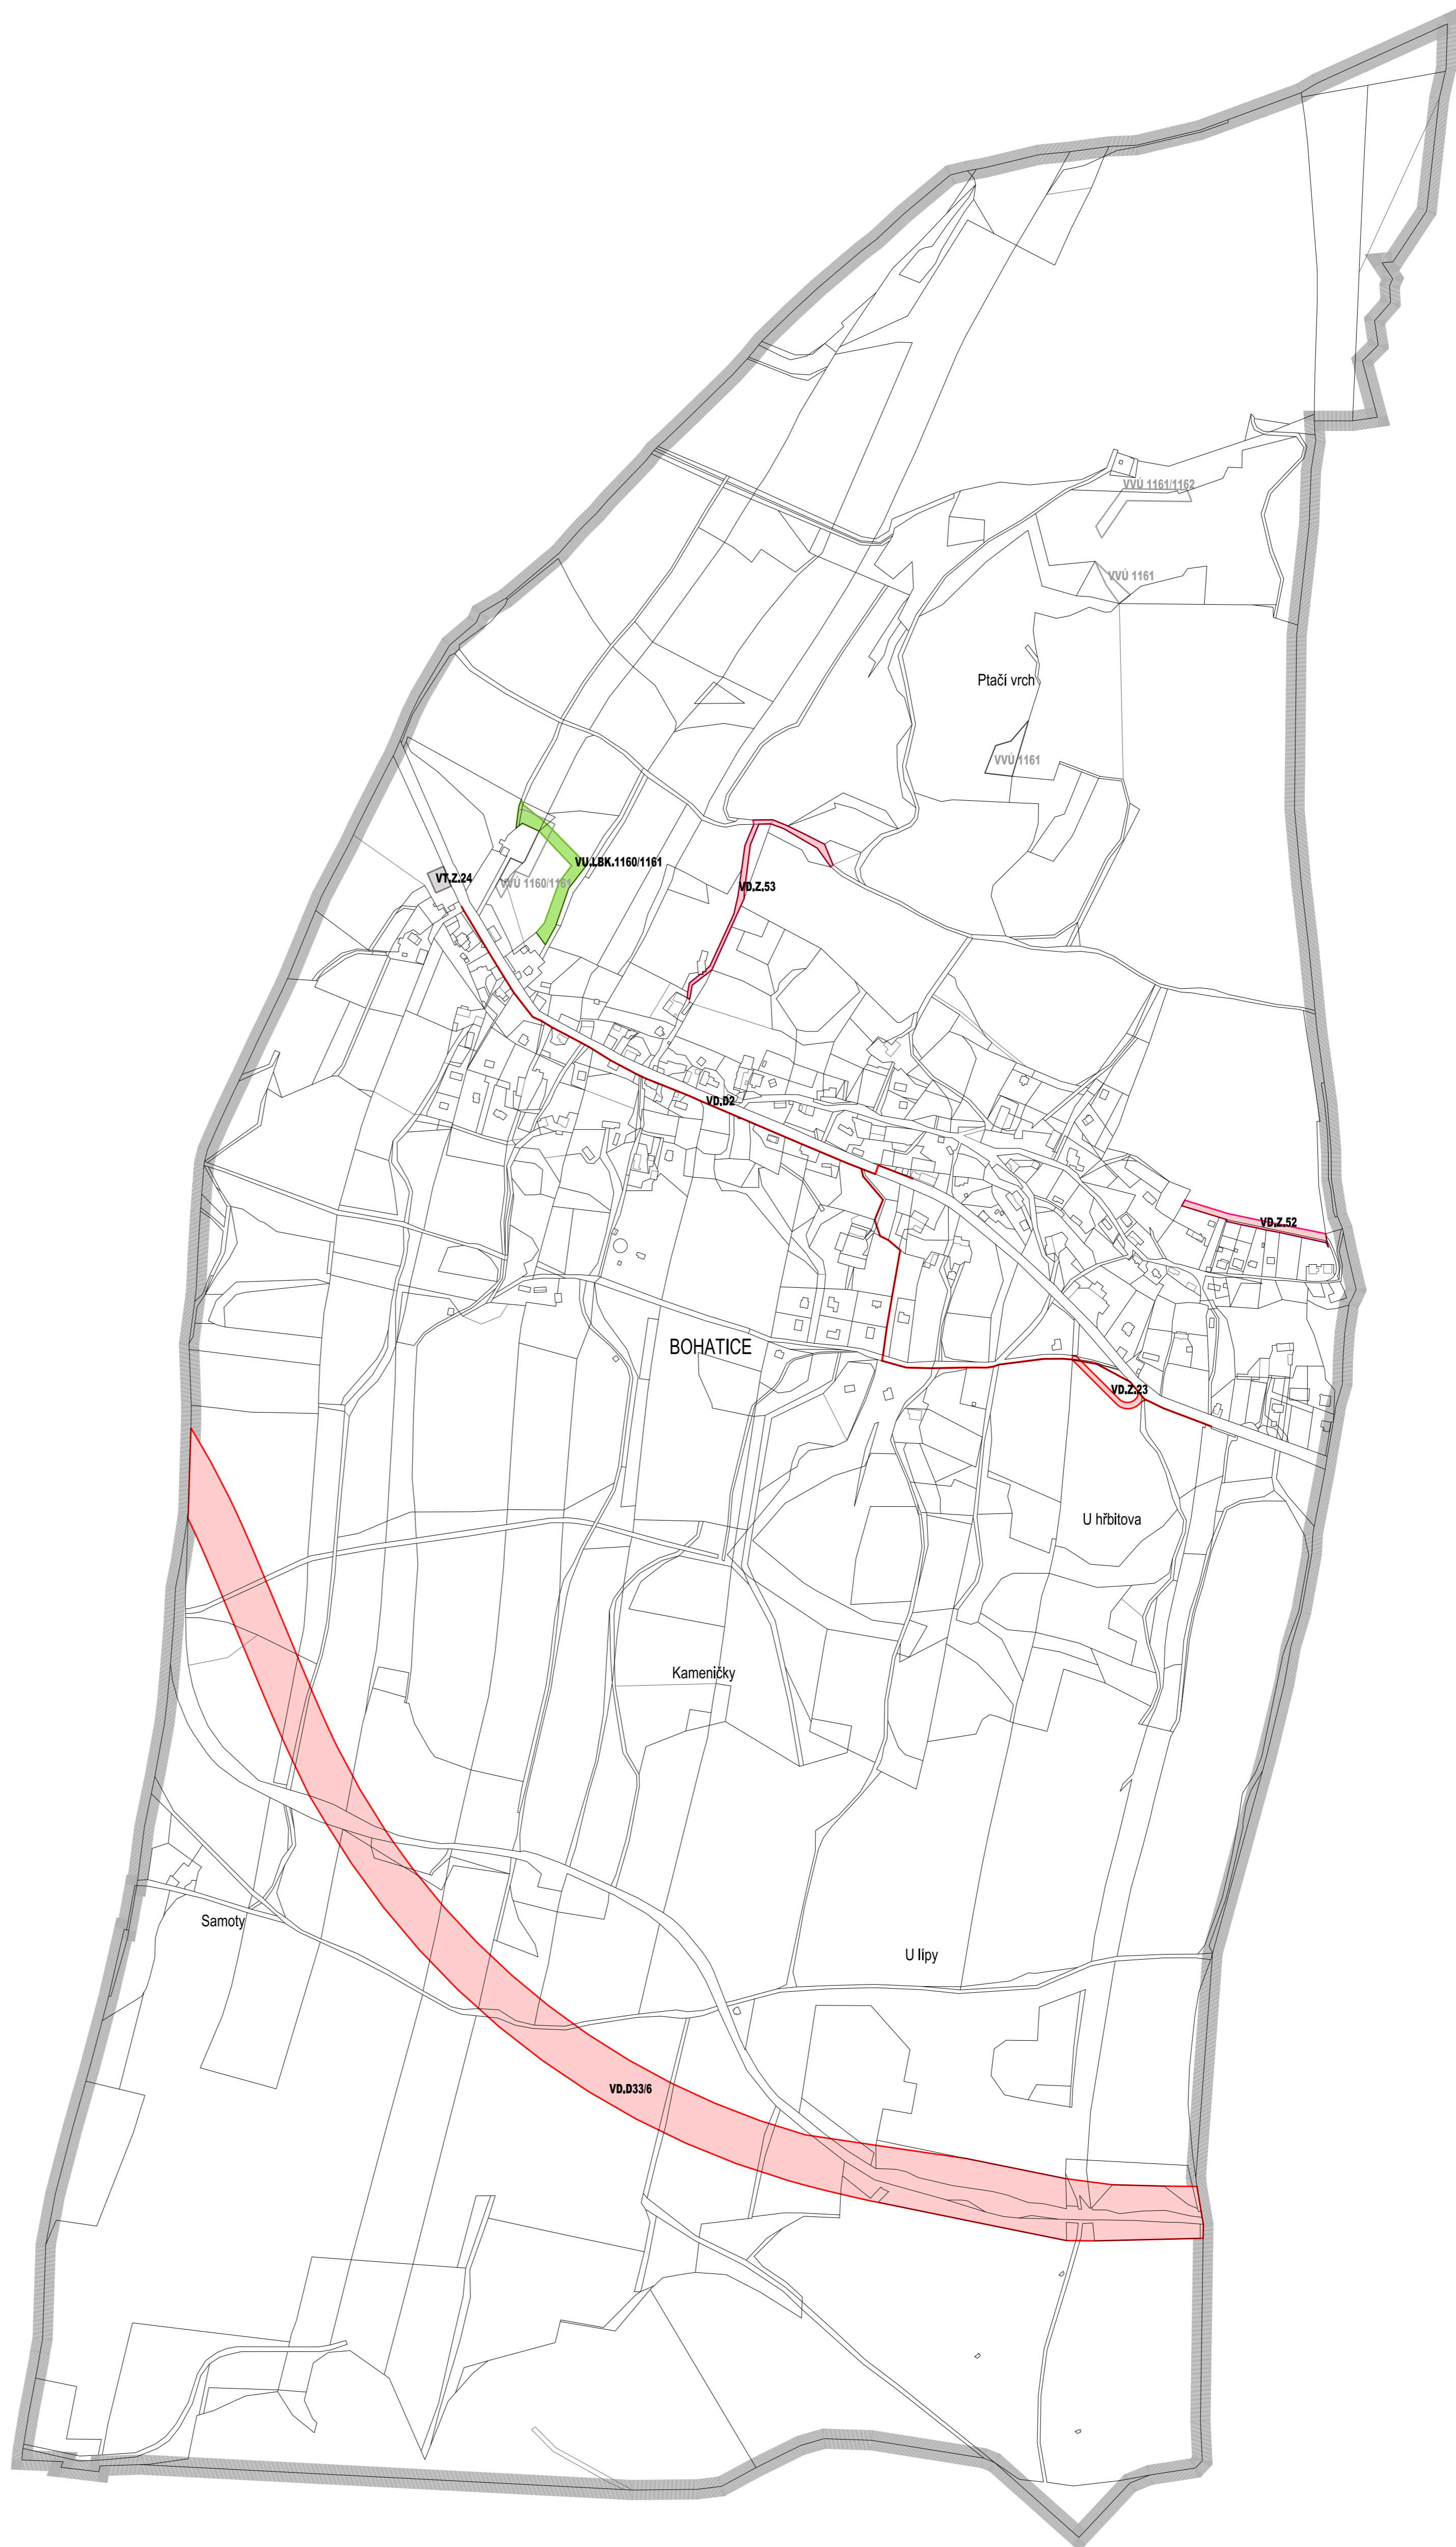 VVÚ 1161/1162
VVÚ 1161
Ptačí vrch
VVÚ 1161
VU.LBK.1160/1161
VT.Z.24
VVÚ 1160/1161
VD.Z.53
VD.D2
VD.Z.52
BOHATICE
VD.Z.23
U hřbitova
Kameničky
Samoty
U lípy
VD.D33/6